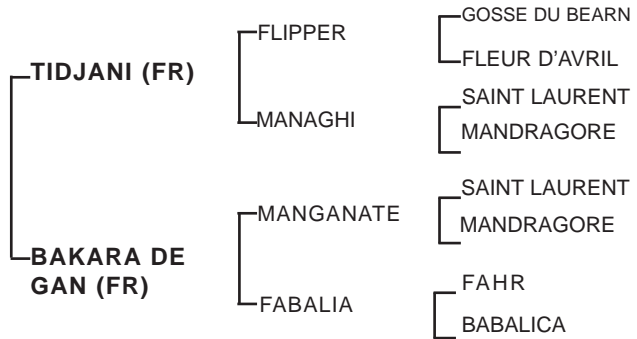 GOSSE DU BEARN
FLIPPER
FLEUR D'AVRIL
TIDJANI (FR)
SAINT LAURENT
MANAGHI
MANDRAGORE
SAINT LAURENT
MANGANATE
MANDRAGORE
BAKARA DE
GAN (FR)
FAHR
FABALIA
BABALICA